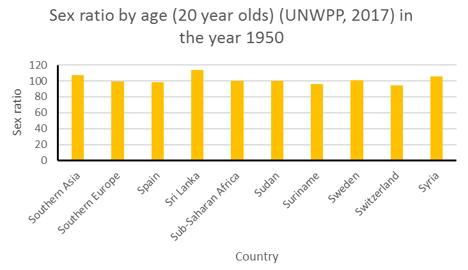 Sex ratio by age (20 year olds) (UNWPP, 2017) in
the year 1950
Sex ratio
120
100
80
60
40
20
0
Southern Asia
Southern Europe
Spain
Sri Lanka
Sub-Saharan Africa
Sudan
Suriname
Sweden
Switzerland
Syria
Country